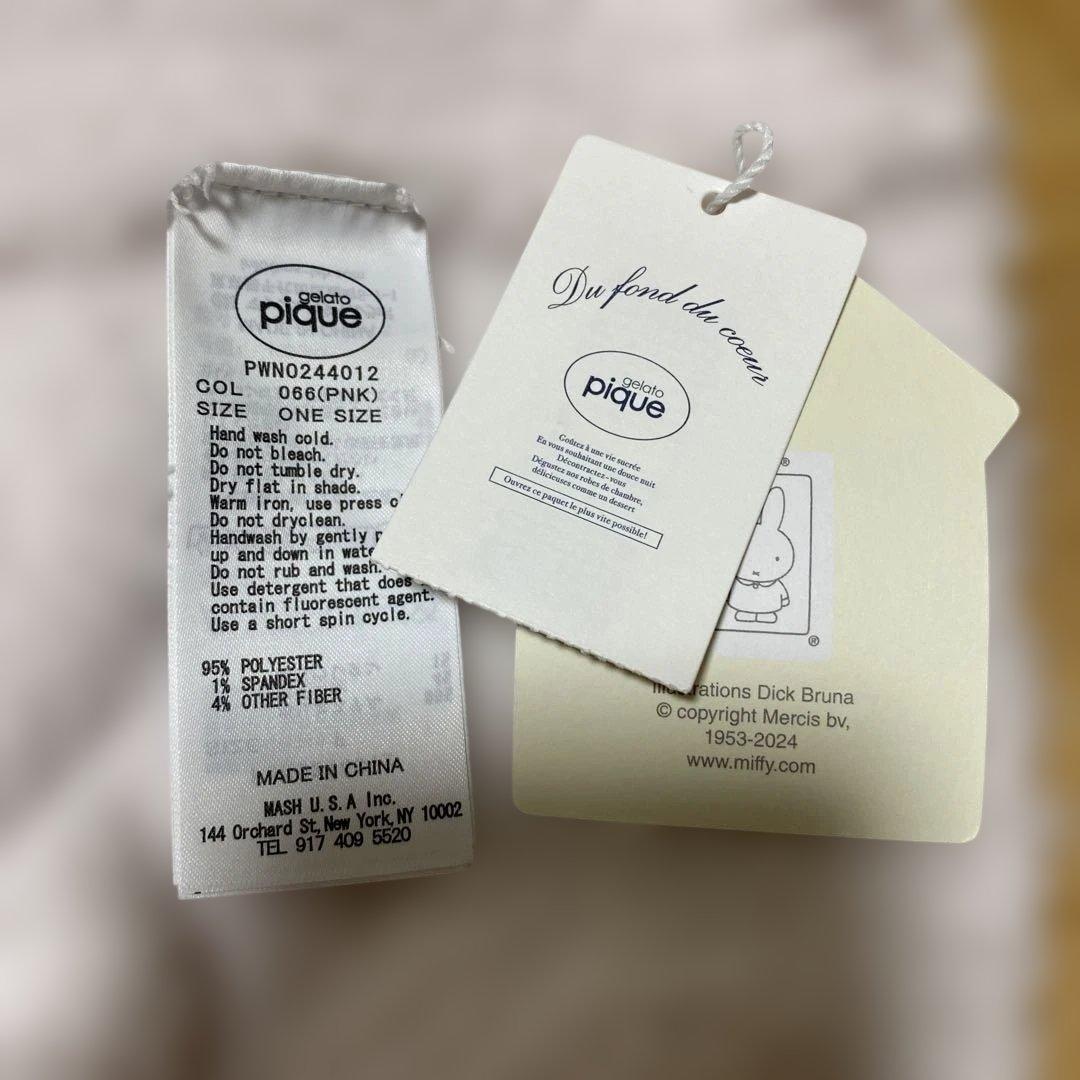 gelato
pique
PWNO244012
COL 066(PNK)
SIZE ONE SIZE
Hand wash cold.
Do not bleach.
Do not tumble dry.
Dry flat in shade.
Warm iron, use press
Do not dryclean.
Handwash by gently
up and down in
Do not rub and wash.
Use detergent that does
contain fluorescent agent.
Use a short spin cycle.
95% POLYESTER
1% SPANDEX
4% OTHER FIBER
MADE IN CHINA
MASH U.S.A Inc.
144 Orchard St, New York, NY 10002
TEL 917 409 5520
Du fond du coeur
gelato
pique
Goûtez à une vie sucrée
En vous souhaitant une douce nuit
Décontractez-vous
Dégustez nos robes de chambre,
délicieuses comme un dessert
Ouvrez ce paquet le plus vite possible!
®
®
Dick Bruna
© copyright Mercis bv,
1953-2024
www.miffy.com